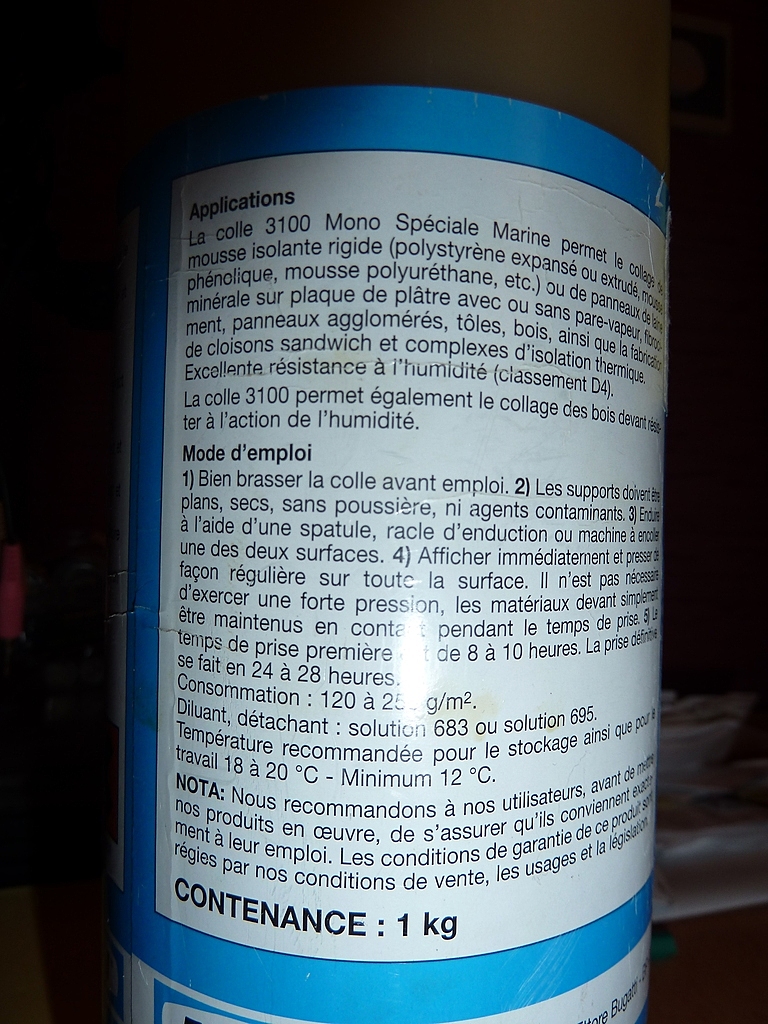 Applications
La colle 3100 Mono Spéciale Marine permet le collage de
mousse isolante rigide (polystyrène expansé ou extrudé, mousse
phénolique, mousse polyuréthane, etc.) ou de panneaux de laine
minérale sur plaque de plâtre avec ou sans pare-vapeur, fibroci-
ment, panneaux agglomérés, tôles, bois, ainsi que la fabrication
de cloisons sandwich et complexes d'isolation thermique.
Excellente résistance à l'humidité (classement D4).
La colle 3100 permet également le collage des bois devant résis-
ter à l'action de l'humidité.
Mode d'emploi
1) Bien brasser la colle avant emploi. 2) Les supports doivent être
plans, secs, sans poussière, ni agents contaminants. 3) Enduire
à l'aide d'une spatule, racle d'enduction ou machine à encoller
une des deux surfaces. 4) Afficher immédiatement et presser de
façon régulière sur toute la surface. Il n'est pas nécessaire
d'exercer une forte pression, les matériaux devant simplement
être maintenus en contact pendant le temps de prise. 5) Le
temps de prise première t de 8 à 10 heures. La prise définitive
se fait en 24 à 28 heures.
Consommation : 120 à g/m².
Diluant, détachant : solution 683 ou solution 695.
Température recommandée pour le stockage ainsi que pour le
travail 18 à 20 °C - Minimum 12 °C.
NOTA: Nous recommandons à nos utilisateurs, avant de mettre
nos produits en œuvre, de s'assurer qu'ils conviennent exacte-
ment à leur emploi. Les conditions de garantie de ce produit sont
régies par nos conditions de vente, les usages et la législation.
CONTENANCE : 1 kg
Ettore Bugatti